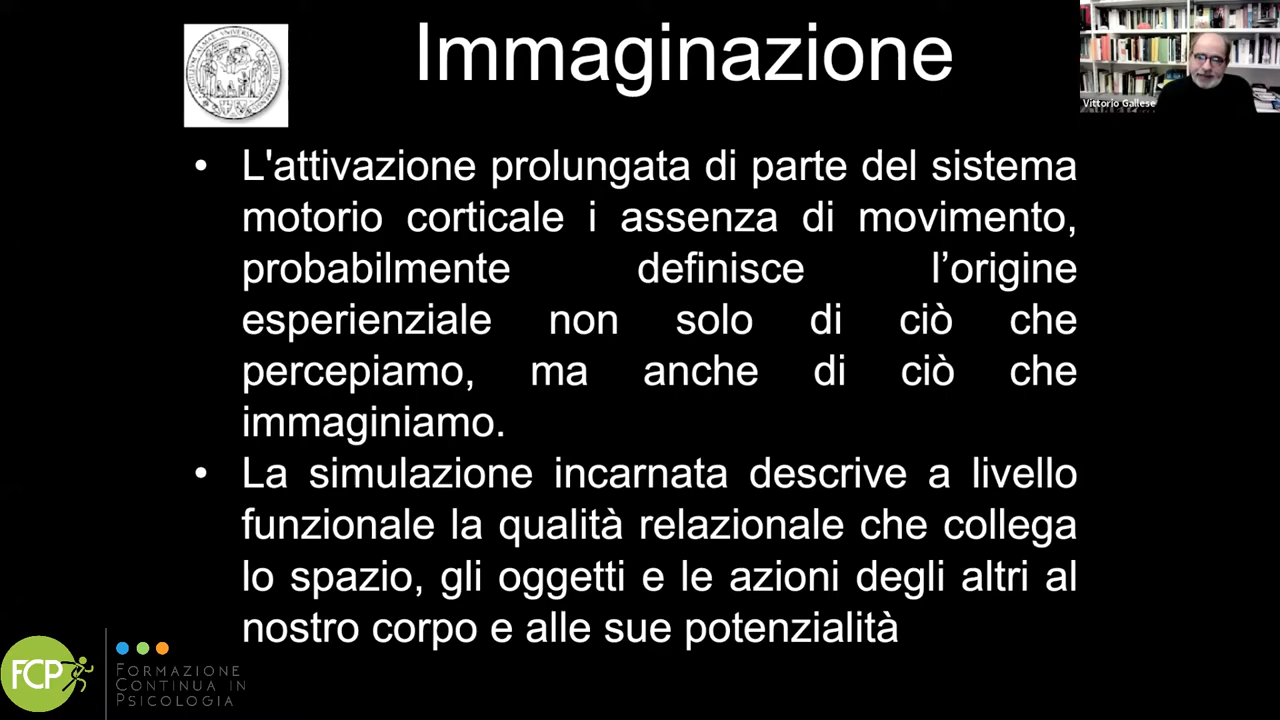 Immaginazione
Vittorio Gallese
• L'attivazione prolungata di parte del sistema
motorio corticale i assenza di movimento,
probabilmente definisce l’origine
esperienziale non solo di ciò che
percepiamo, ma anche di ciò che
immaginiamo.
• La simulazione incarnata descrive a livello
funzionale la qualità relazionale che collega
lo spazio, gli oggetti e le azioni degli altri al
nostro corpo e alle sue potenzialità
FCP
FORMAZIONE
CONTINUA IN
PSICOLOGIA